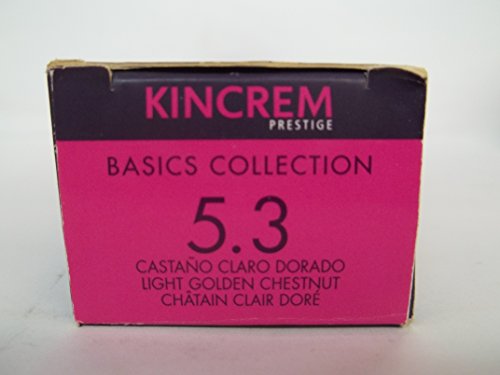 KINCREM
PRESTIGE
BASICS COLLECTION
5.3
CASTAÑO CLARO DORADO
LIGHT GOLDEN CHESTNUT
CHÂTAIN CLAIR DORÉ